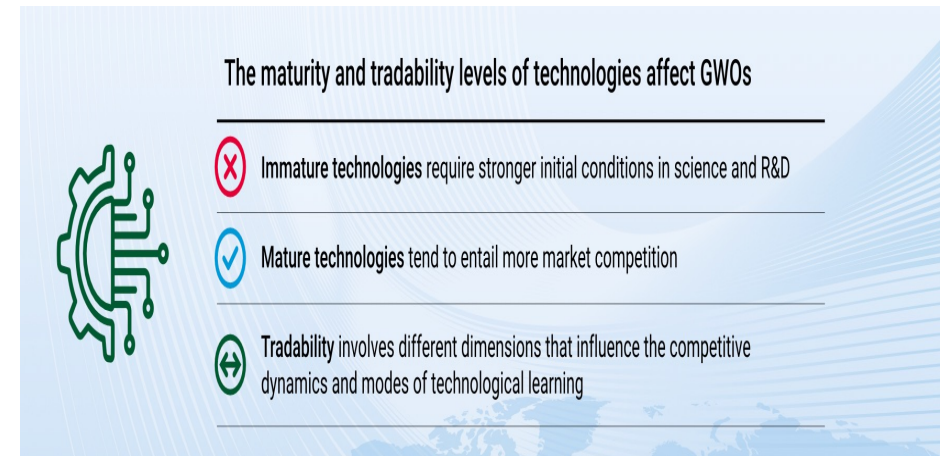 The maturity and tradability levels of technologies affect GWOs
Immature technologies require stronger initial conditions in science and R&D
Mature technologies tend to entail more market competition
Tradability involves different dimensions that influence the competitive
dynamics and modes of technological learning